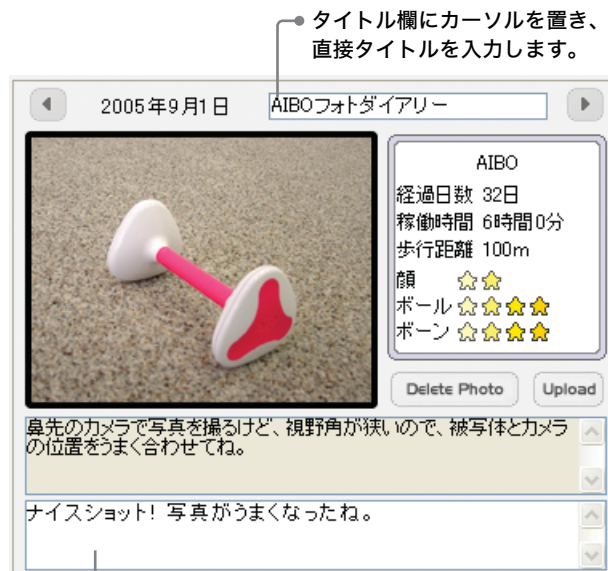 タイトル欄にカーソルを置き、
直接タイトルを入力します。
2005年9月1日
AIBOフォトダイアリー
AIBO
経過日数 32日
稼働時間 6時間0分
歩行距離 100m
顔
ボール
ボーン
Delete Photo
Upload
鼻先のカメラで写真を撮るけど、視野角が狭いので、被写体とカメラ
の位置をうまく合わせてね。
ナイスショット! 写真がうまくなったね。